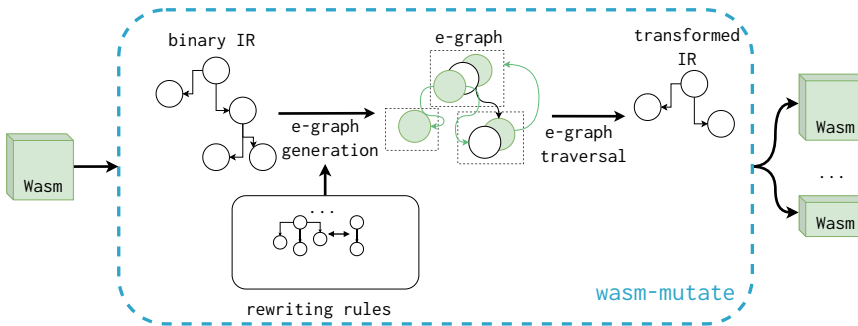 Wasm
binary IR
e-graph
generation
...
rewriting rules
e-graph
e-graph
traversal
transformed
IR
wasm-mutate
Wasm
...
Wasm